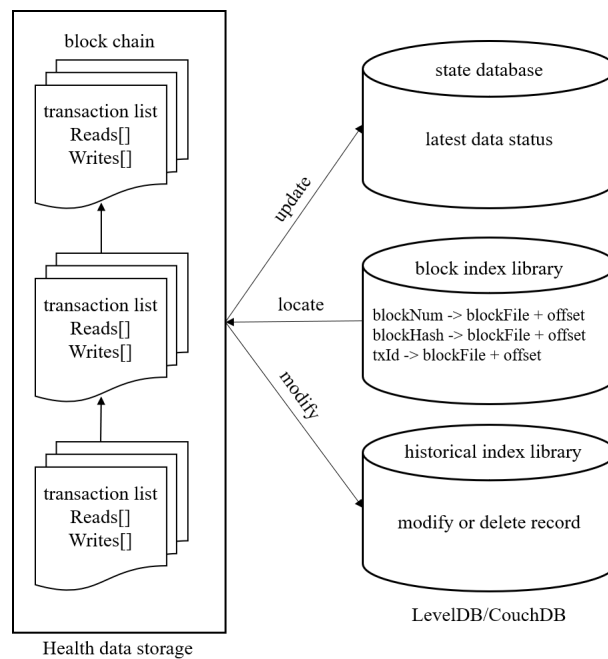 block chain
transaction list
Reads[]
Writes[]
transaction list
Reads[]
Writes[]
transaction list
Reads[]
Writes[]
Health data storage
update
locate
modify
state database
latest data status
block index library
blockNum -> blockFile + offset
blockHash -> blockFile + offset
txId -> blockFile + offset
historical index library
modify or delete record
LevelDB/CouchDB